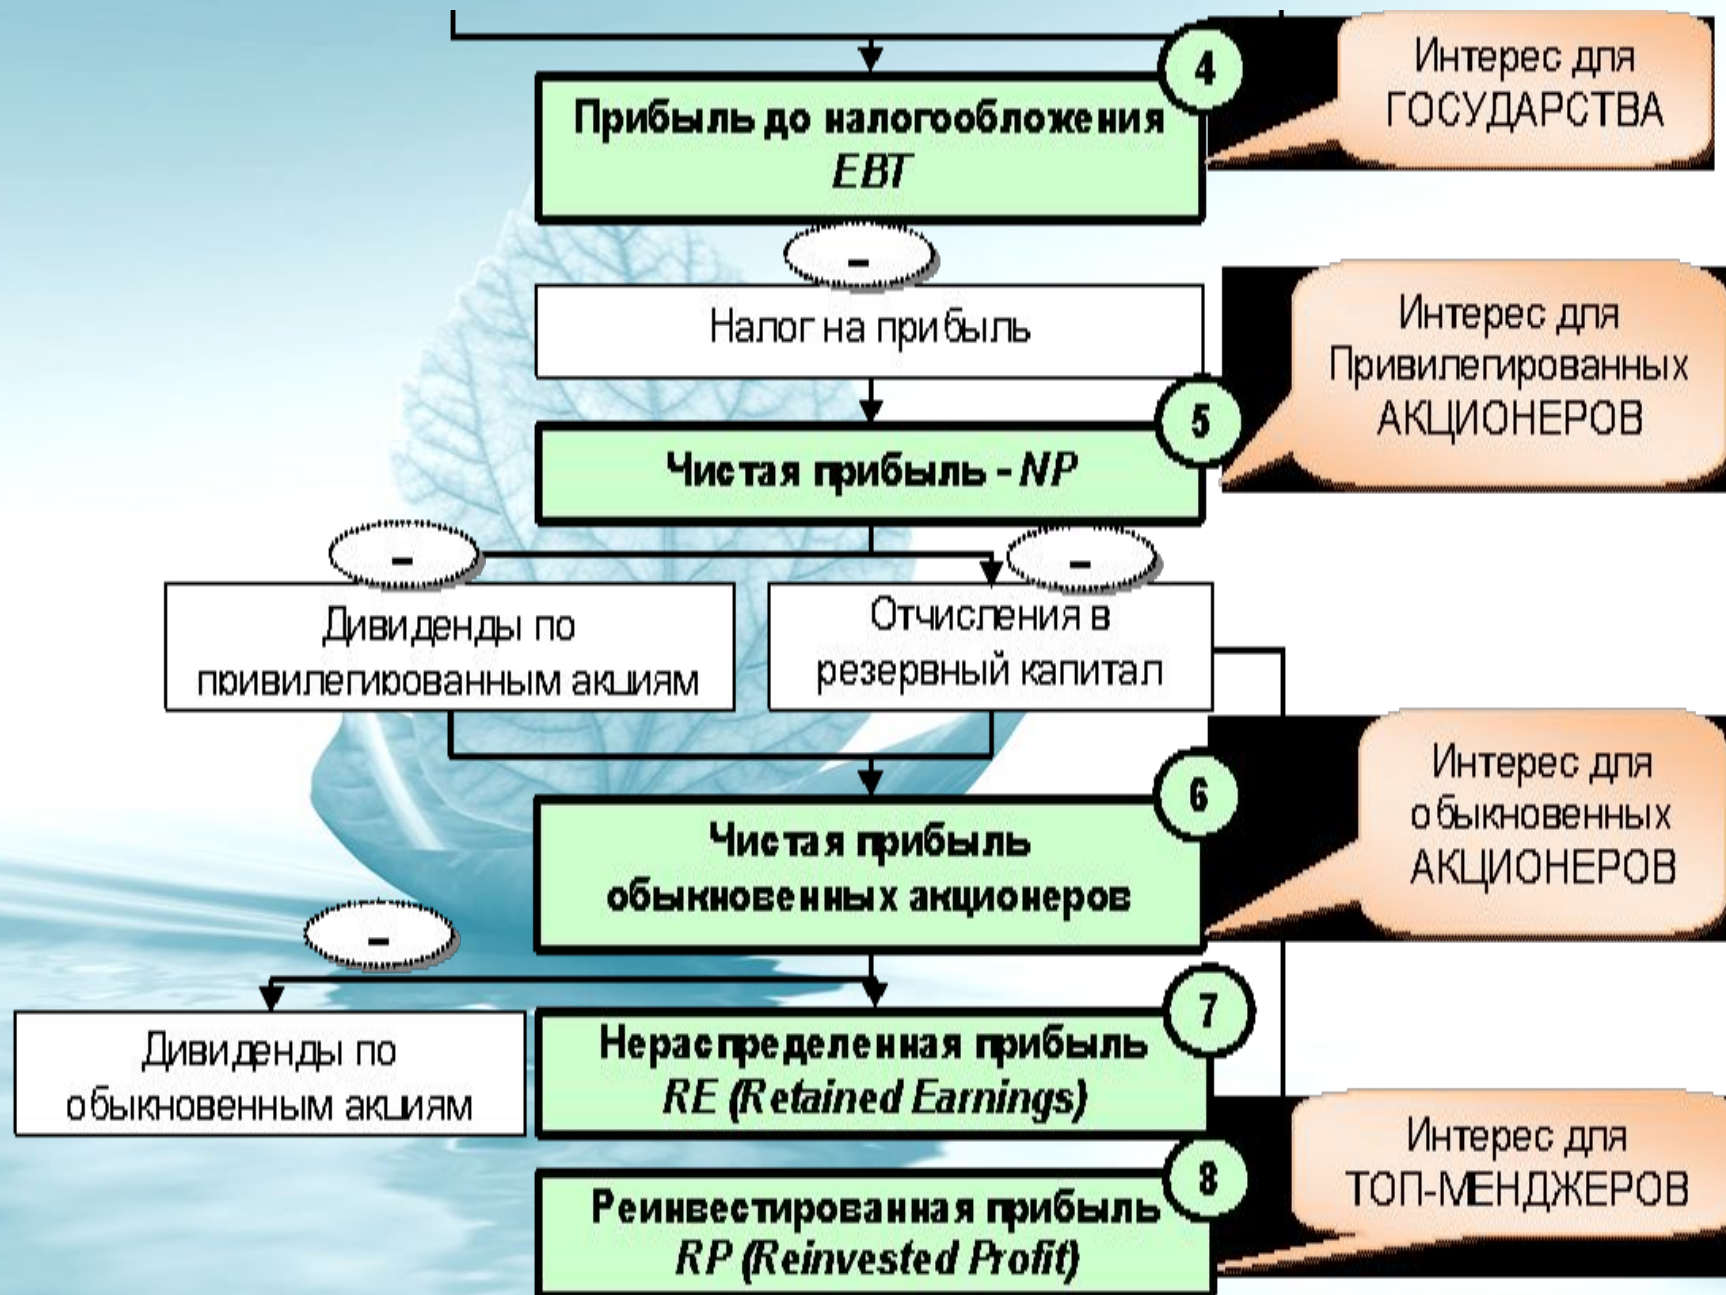 4
Интерес для
ГОСУДАРСТВА
Прибыль до налогообложения
EBT
–
Налог на прибыль
Интерес для
Привилегированных
АКЦИОНЕРОВ
5
Чистая прибыль - NP
–
–
Дивиденды по
привилегированным акциям
Отчисления в
резервный капитал
6
Интерес для
обыкновенных
АКЦИОНЕРОВ
Чистая прибыль
обыкновенных акционеров
–
7
Дивиденды по
обыкновенным акциям
Нераспределенная прибыль
RE (Retained Earnings)
8
Интерес для
ТОП-МЕНДЖЕРОВ
Реинвестированная прибыль
RP (Reinvested Profit)